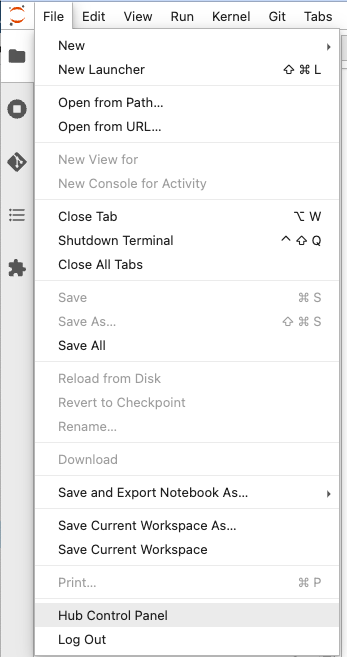 File Edit View Run Kernel Git Tabs
New
New Launcher ⇧ ⌘ L
Open from Path...
Open from URL...
New View for
New Console for Activity
Close Tab ⌥ W
Shutdown Terminal ^ ⇧ Q
Close All Tabs
Save ⌘ S
Save As... ⇧ ⌘ S
Save All
Reload from Disk
Revert to Checkpoint
Rename...
Download
Save and Export Notebook As...
Save Current Workspace As...
Save Current Workspace
Print... ⌘ P
Hub Control Panel
Log Out